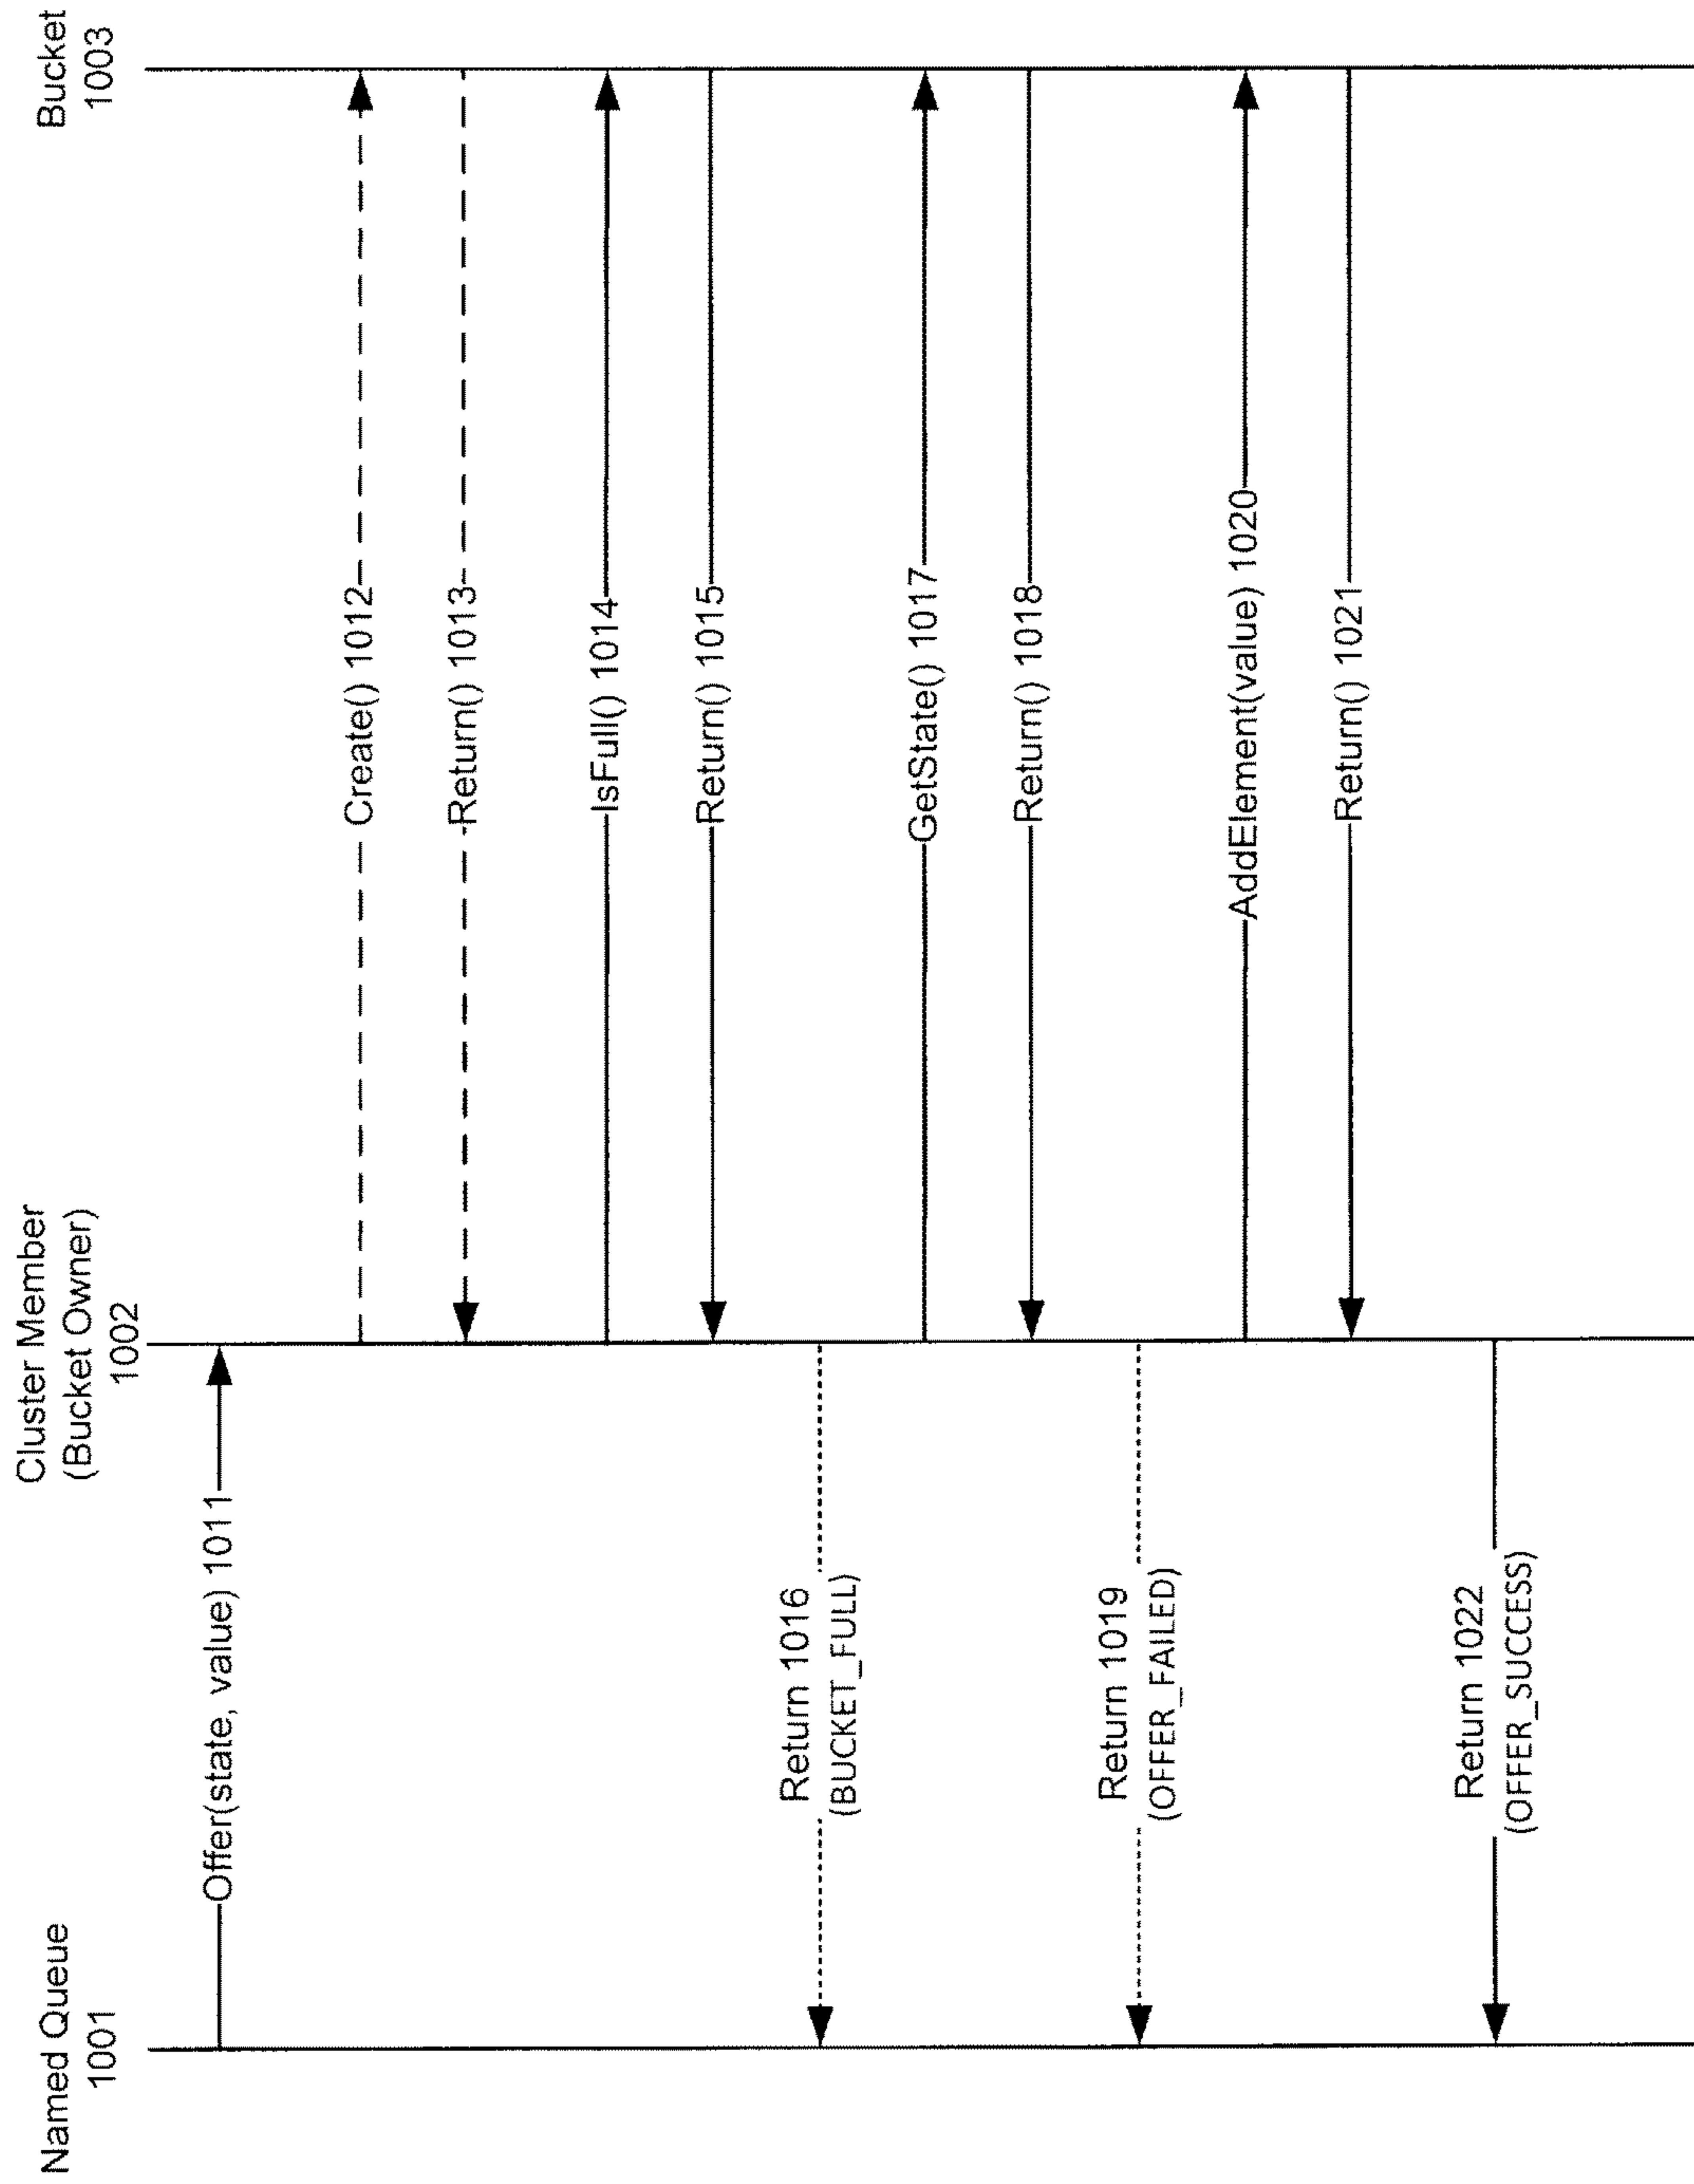 Named Queue
1001
Cluster Member
(Bucket Owner)
1002
Bucket
1003
Offer(state, value) 1011
Create() 1012
Return() 1013
IsFull() 1014
Return() 1015
Return 1016
(BUCKET_FULL)
GetState() 1017
Return() 1018
Return 1019
(OFFER_FAILED)
AddElement(value) 1020
Return() 1021
Return 1022
(OFFER_SUCCESS)